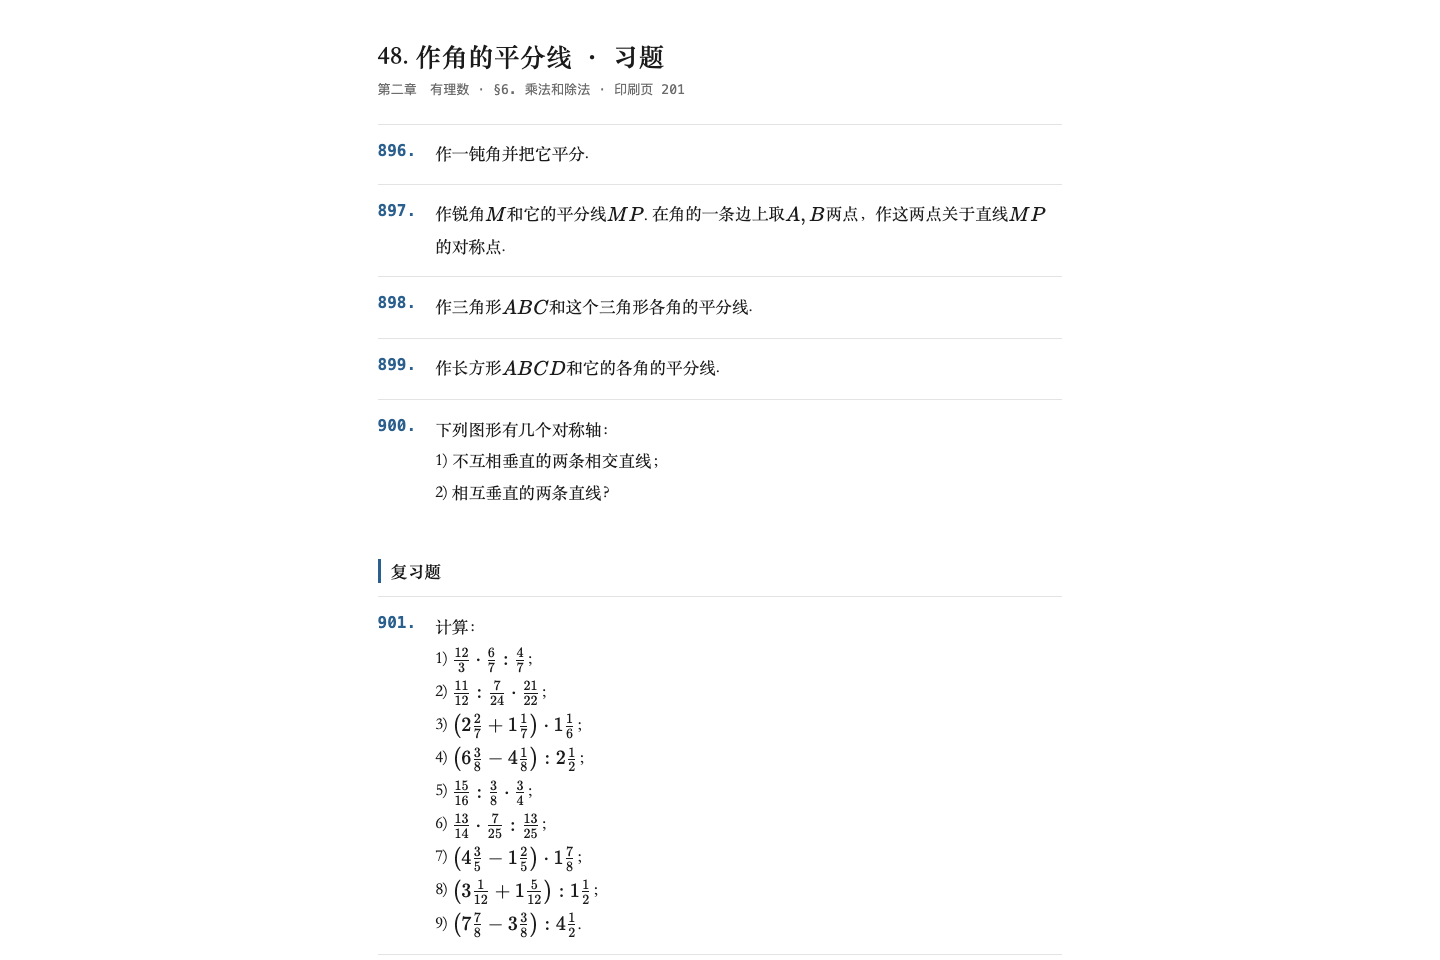 48. 作角的平分线 · 习题
第二章 有理数 · §6. 乘法和除法 · 印刷页 201
896. 作一钝角并把它平分.
897. 作锐角M和它的平分线MP. 在角的一条边上取A, B两点，作这两点关于直线MP
的对称点.
898. 作三角形ABC和这个三角形各角的平分线.
899. 作长方形ABCD和它的各角的平分线.
900. 下列图形有几个对称轴：
1) 不互相垂直的两条相交直线；
2) 相互垂直的两条直线？
复习题
901. 计算：
1) 12/3 · 6/7 : 4/7；
2) 11/12 : 7/24 · 21/22；
3) (2 2/7 + 1 1/7) · 1 1/6；
4) (6 3/8 − 4 1/8) : 2 1/2；
5) 15/16 : 3/8 · 3/4；
6) 13/14 · 7/25 : 13/25；
7) (4 3/5 − 1 2/5) · 1 7/8；
8) (3 1/12 + 1 5/12) : 1 1/2；
9) (7 7/8 − 3 3/8) : 4 1/2.